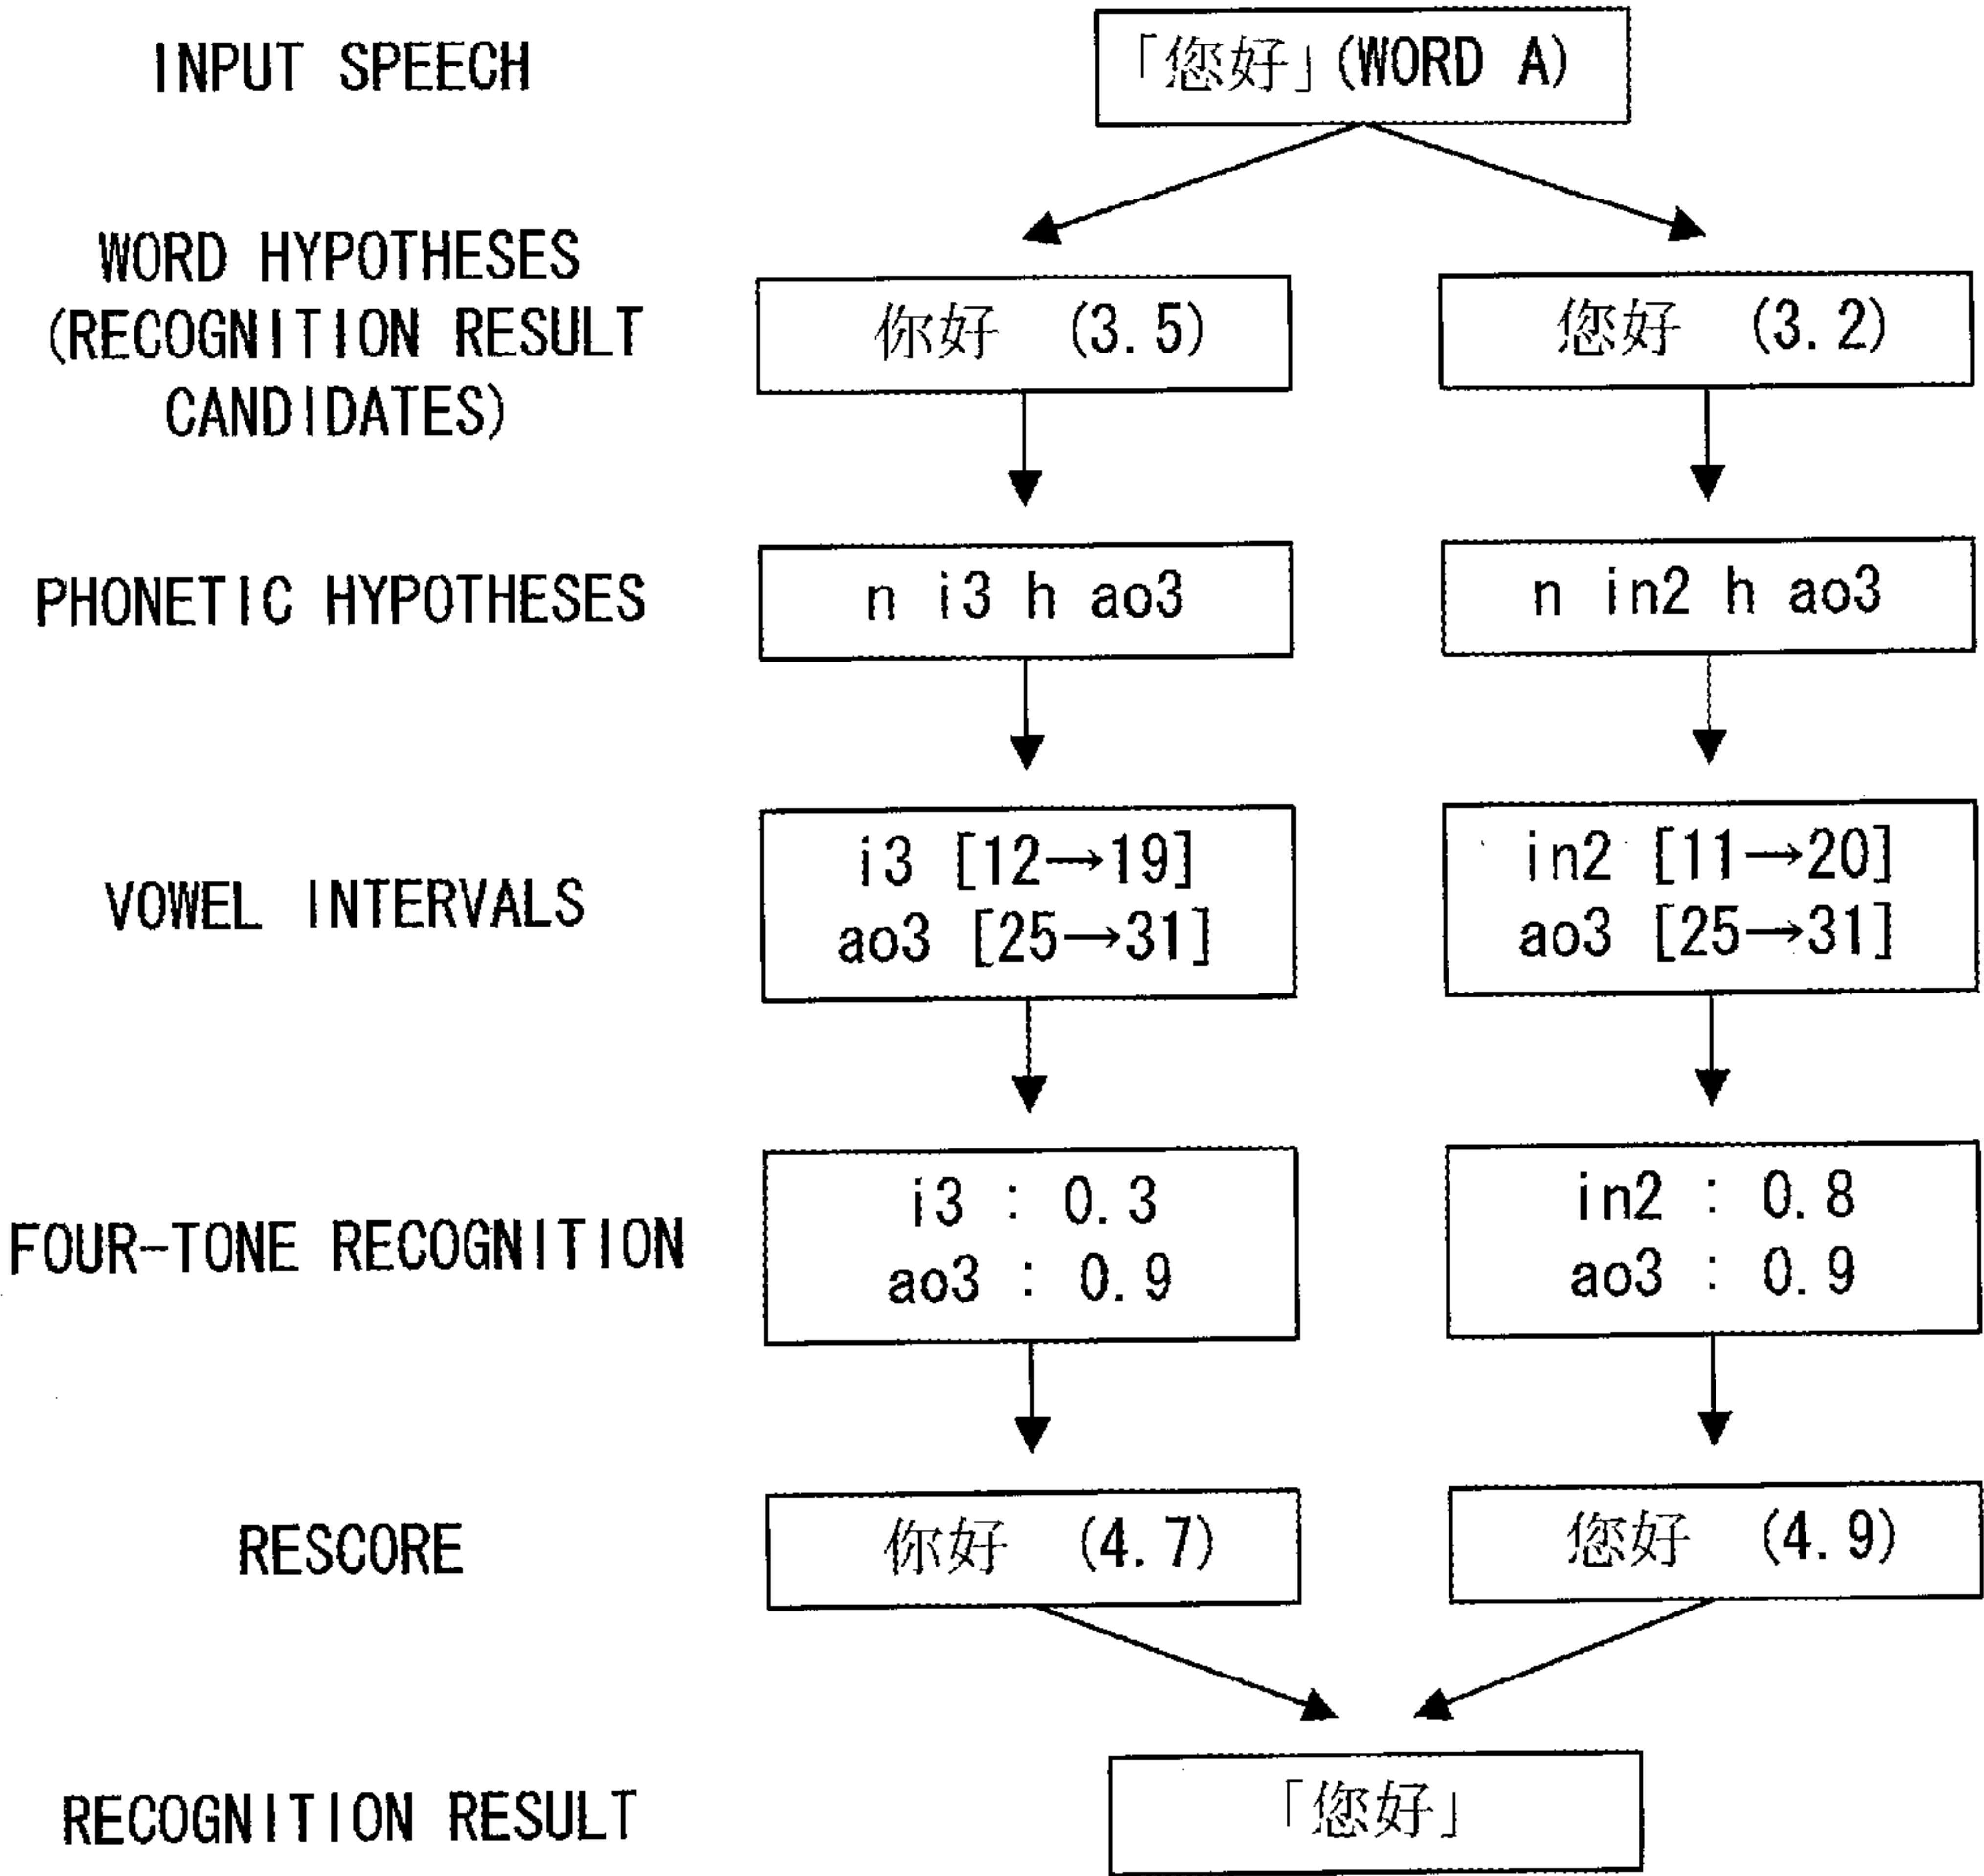 INPUT SPEECH
「您好」(WORD A)
WORD HYPOTHESES
(RECOGNITION RESULT
CANDIDATES)
你好 (3.5)
您好 (3.2)
PHONETIC HYPOTHESES
n i3 h ao3
n in2 h ao3
VOWEL INTERVALS
i3 [12→19]
ao3 [25→31]
in2 [11→20]
ao3 [25→31]
FOUR-TONE RECOGNITION
i3 : 0.3
ao3 : 0.9
in2 : 0.8
ao3 : 0.9
RESCORE
你好 (4.7)
您好 (4.9)
RECOGNITION RESULT
「您好」